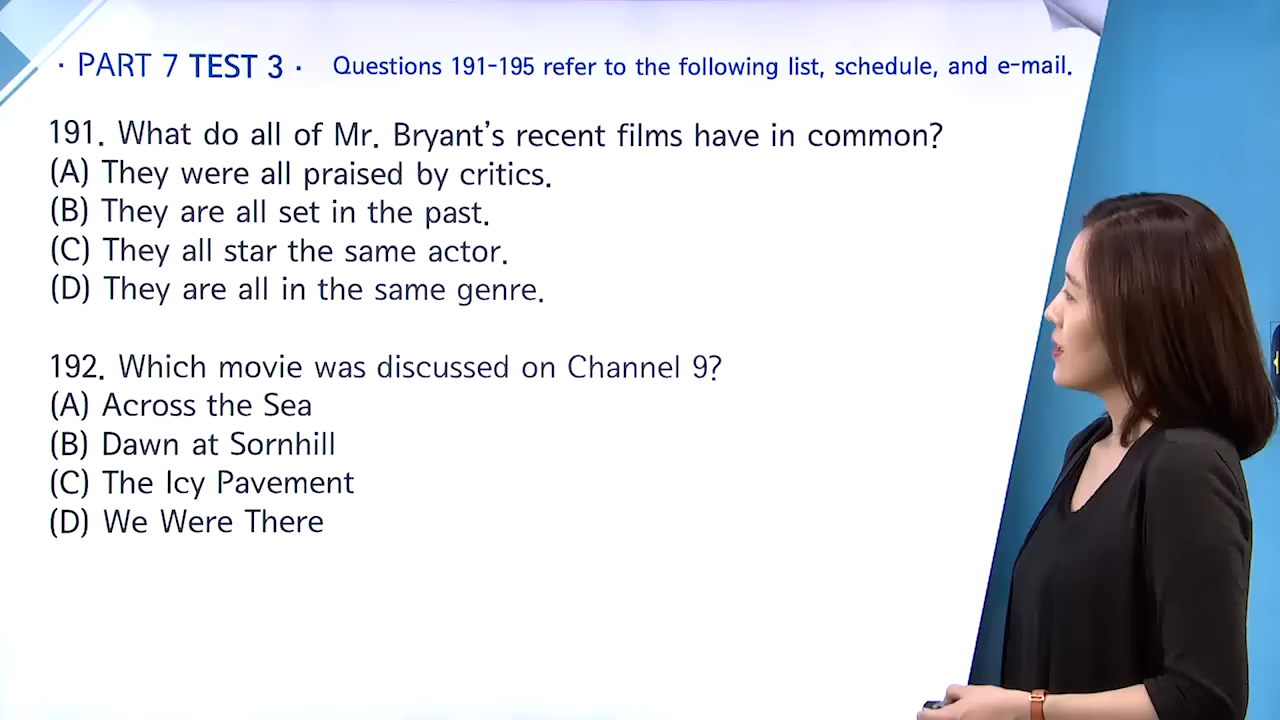 · PART 7 TEST 3 · Questions 191-195 refer to the following list, schedule, and e-mail.
191. What do all of Mr. Bryant's recent films have in common?
(A) They were all praised by critics.
(B) They are all set in the past.
(C) They all star the same actor.
(D) They are all in the same genre.
192. Which movie was discussed on Channel 9?
(A) Across the Sea
(B) Dawn at Sornhill
(C) The Icy Pavement
(D) We Were There